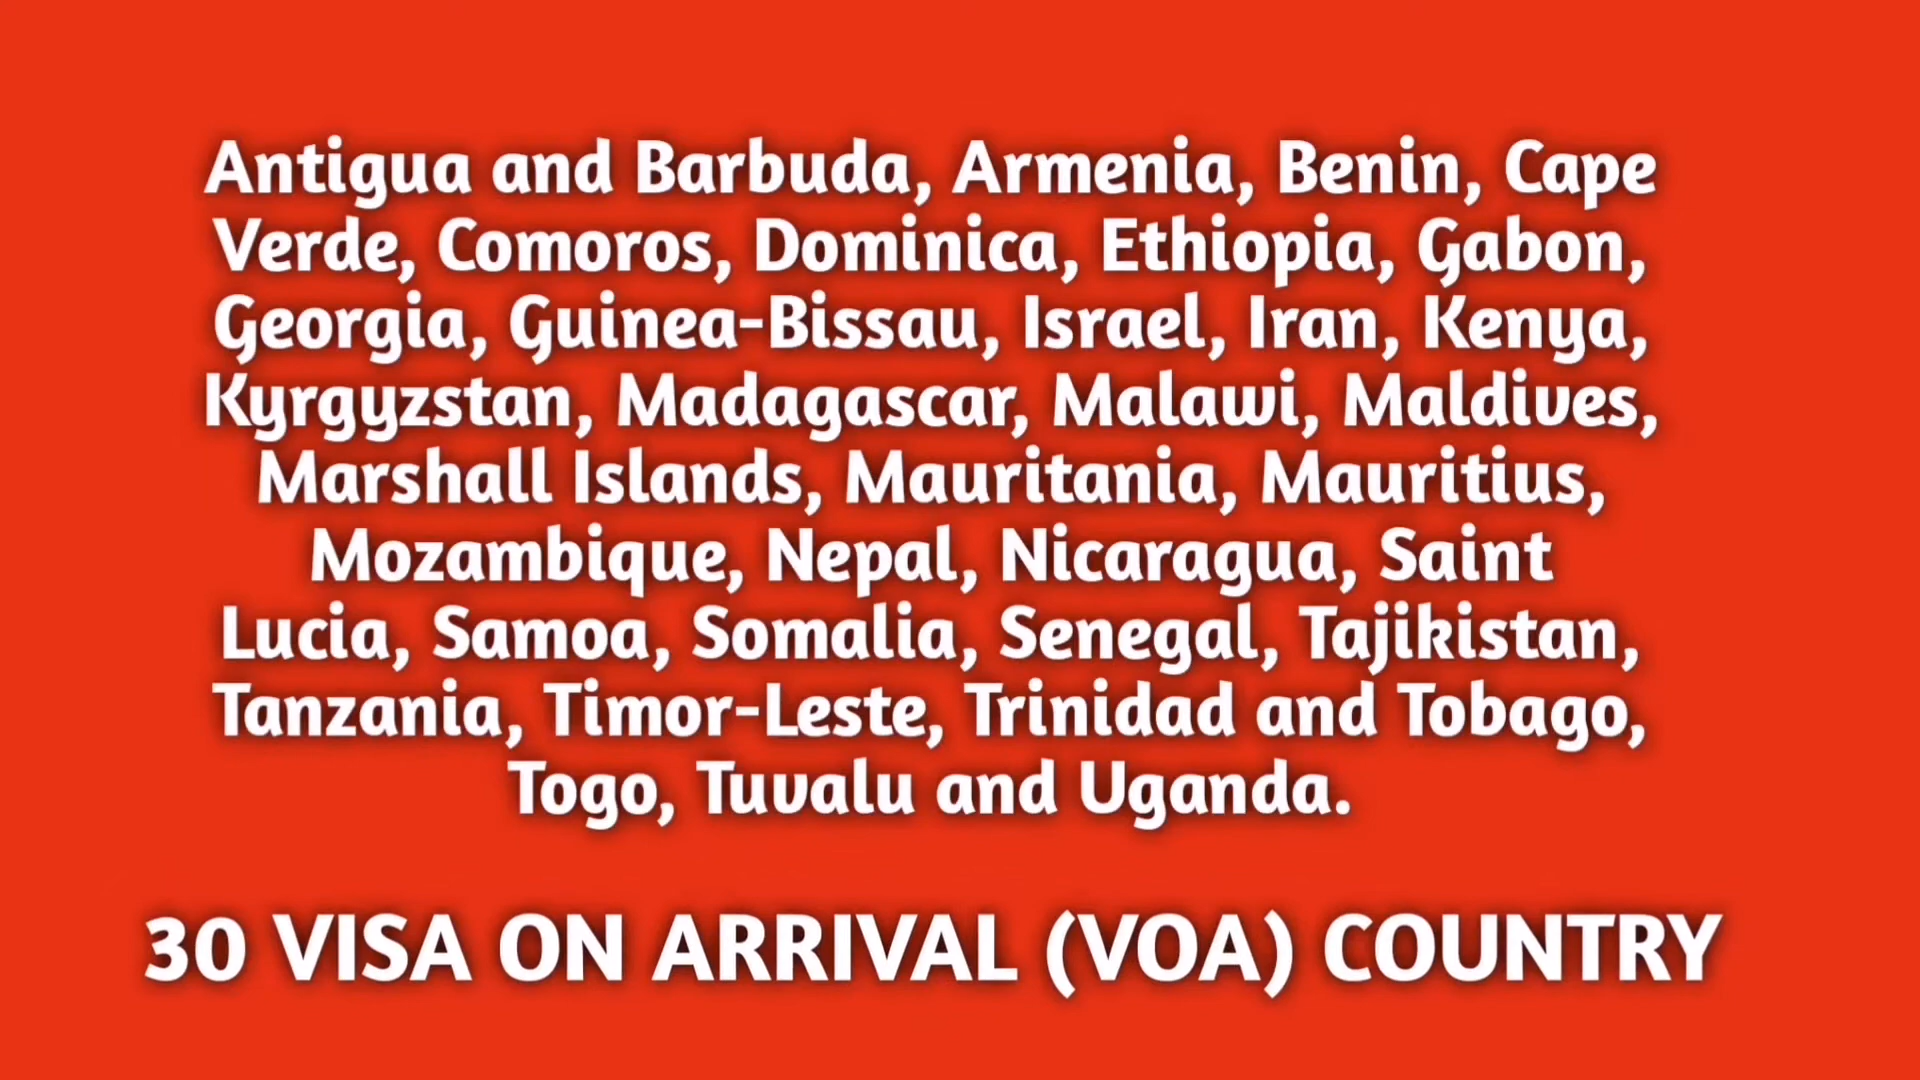 Antigua and Barbuda, Armenia, Benin, Cape
Verde, Comoros, Dominica, Ethiopia, Gabon,
Georgia, Guinea-Bissau, Israel, Iran, Kenya,
Kyrgyzstan, Madagascar, Malawi, Maldives,
Marshall Islands, Mauritania, Mauritius,
Mozambique, Nepal, Nicaragua, Saint
Lucia, Samoa, Somalia, Senegal, Tajikistan,
Tanzania, Timor-Leste, Trinidad and Tobago,
Togo, Tuvalu and Uganda.
30 VISA ON ARRIVAL (VOA) COUNTRY